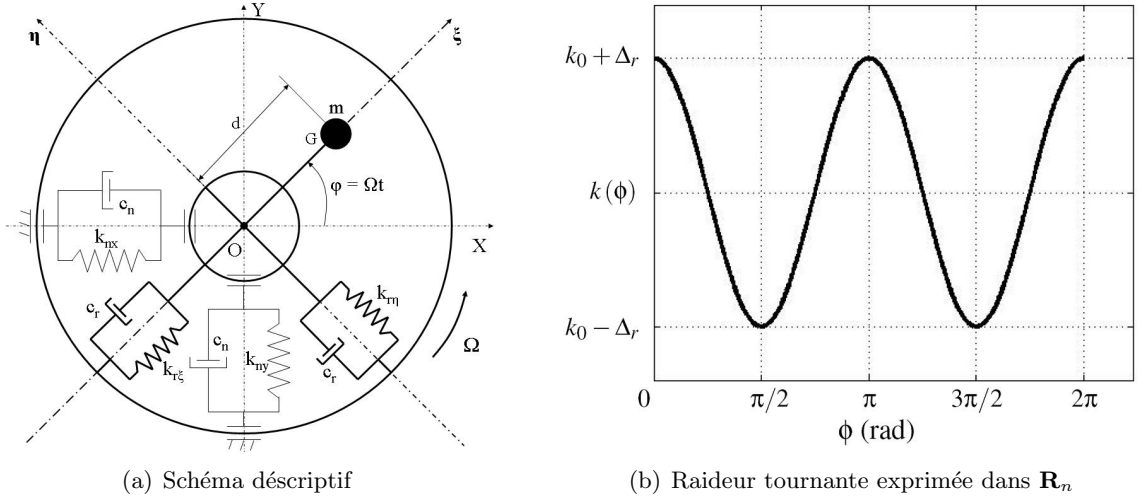 Y
η
ξ
m
d
G
φ = Ωt
c_n
k_nx
X
O
c_r
k_rη
k_rξ
c_n
k_ny
c_r
Ω
k_0 + Δ_r
k(ϕ)
k_0 − Δ_r
0 π/2 π 3π/2 2π
ϕ (rad)
(a) Schéma déscriptif
(b) Raideur tournante exprimée dans R_n